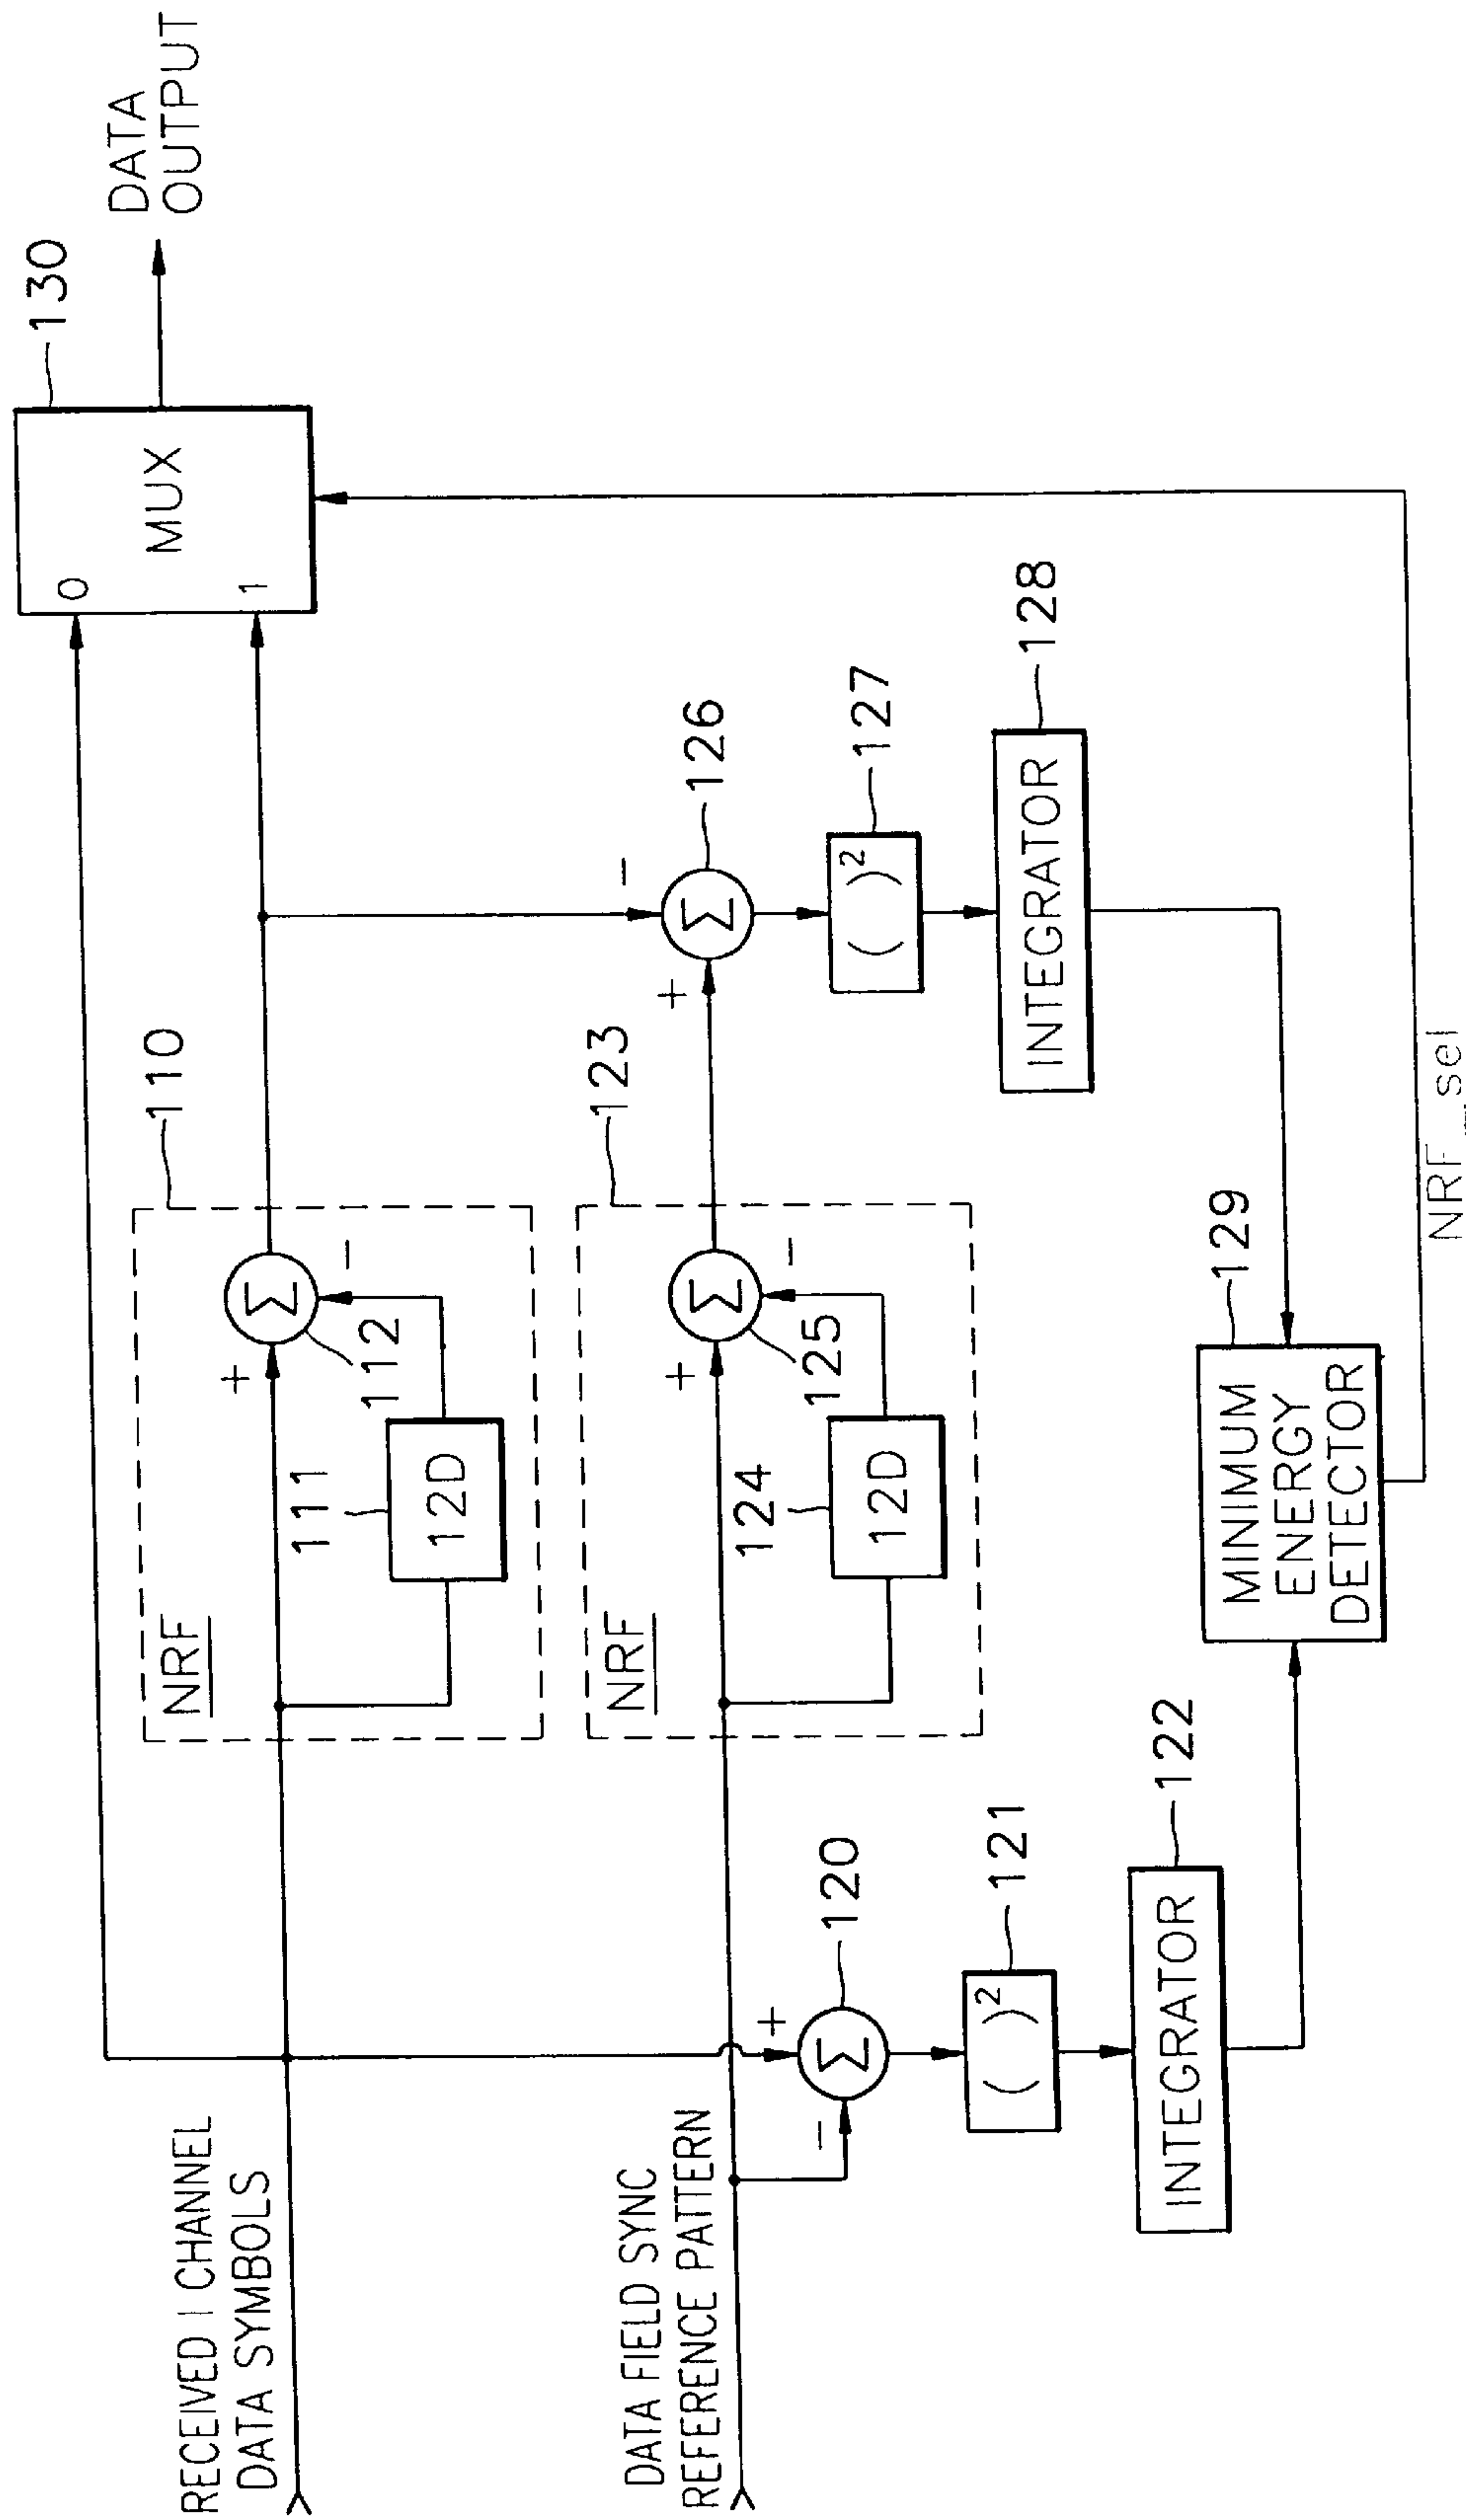 RECEIVED I CHANNEL
DATA SYMBOLS
DATA FIELD SYNC
REFERENCE PATTERN
NRF
110
111
12D
112
Σ
+
-
NRF
123
124
12D
125
Σ
+
-
0
1
MUX
130
DATA
OUTPUT
+
-
Σ
120
( )²
121
INTEGRATOR
122
+
-
Σ
126
( )²
127
INTEGRATOR
128
MINIMUM
ENERGY
DETECTOR
129
NRF_sel